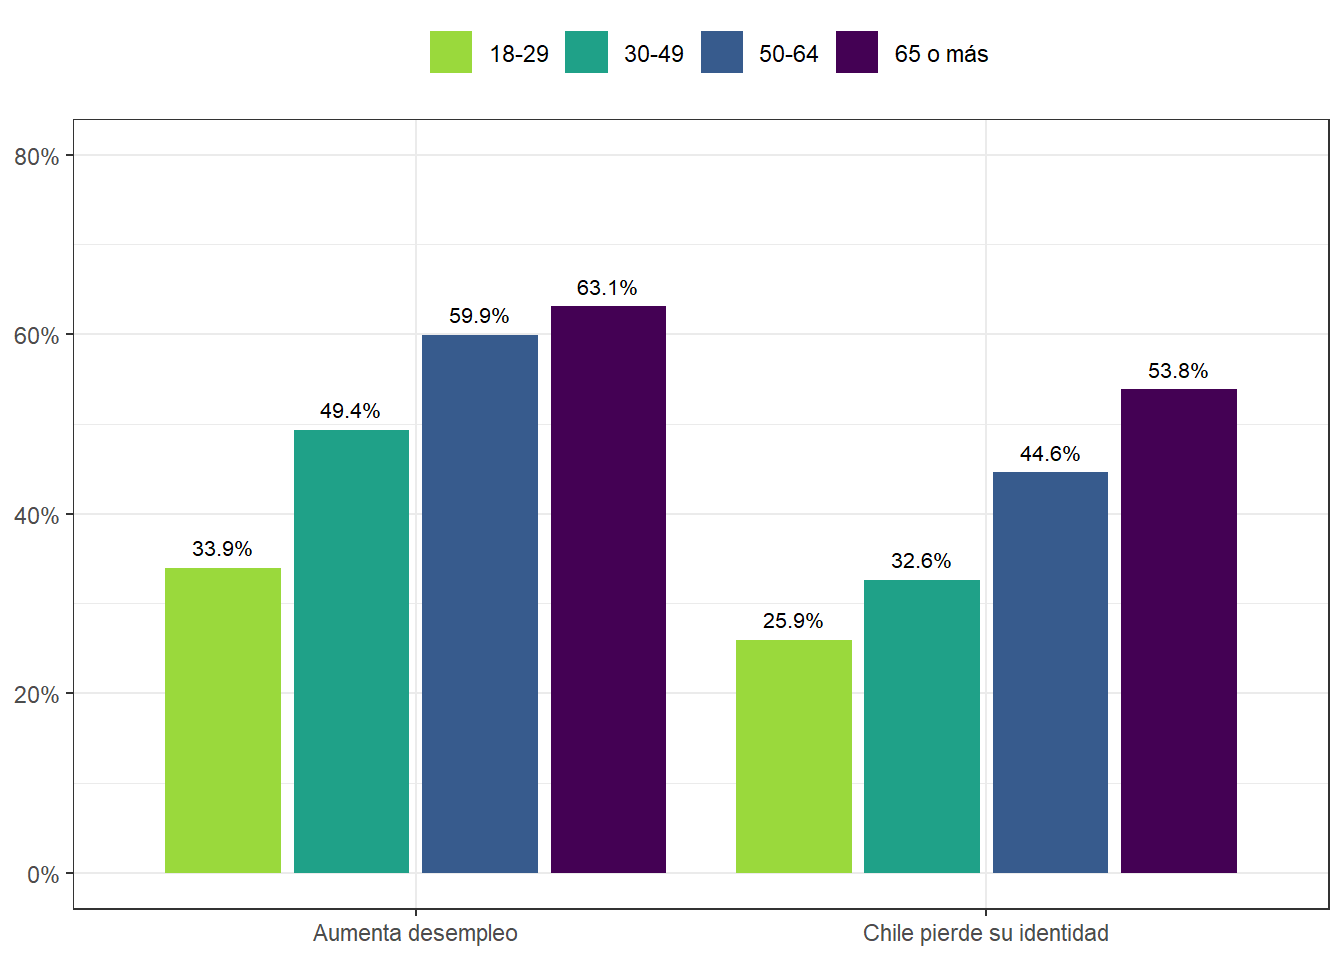 18-29 30-49 50-64 65 o más
80%
60%
40%
20%
0%
33.9% 49.4% 59.9% 63.1%
25.9% 32.6% 44.6% 53.8%
Aumenta desempleo Chile pierde su identidad